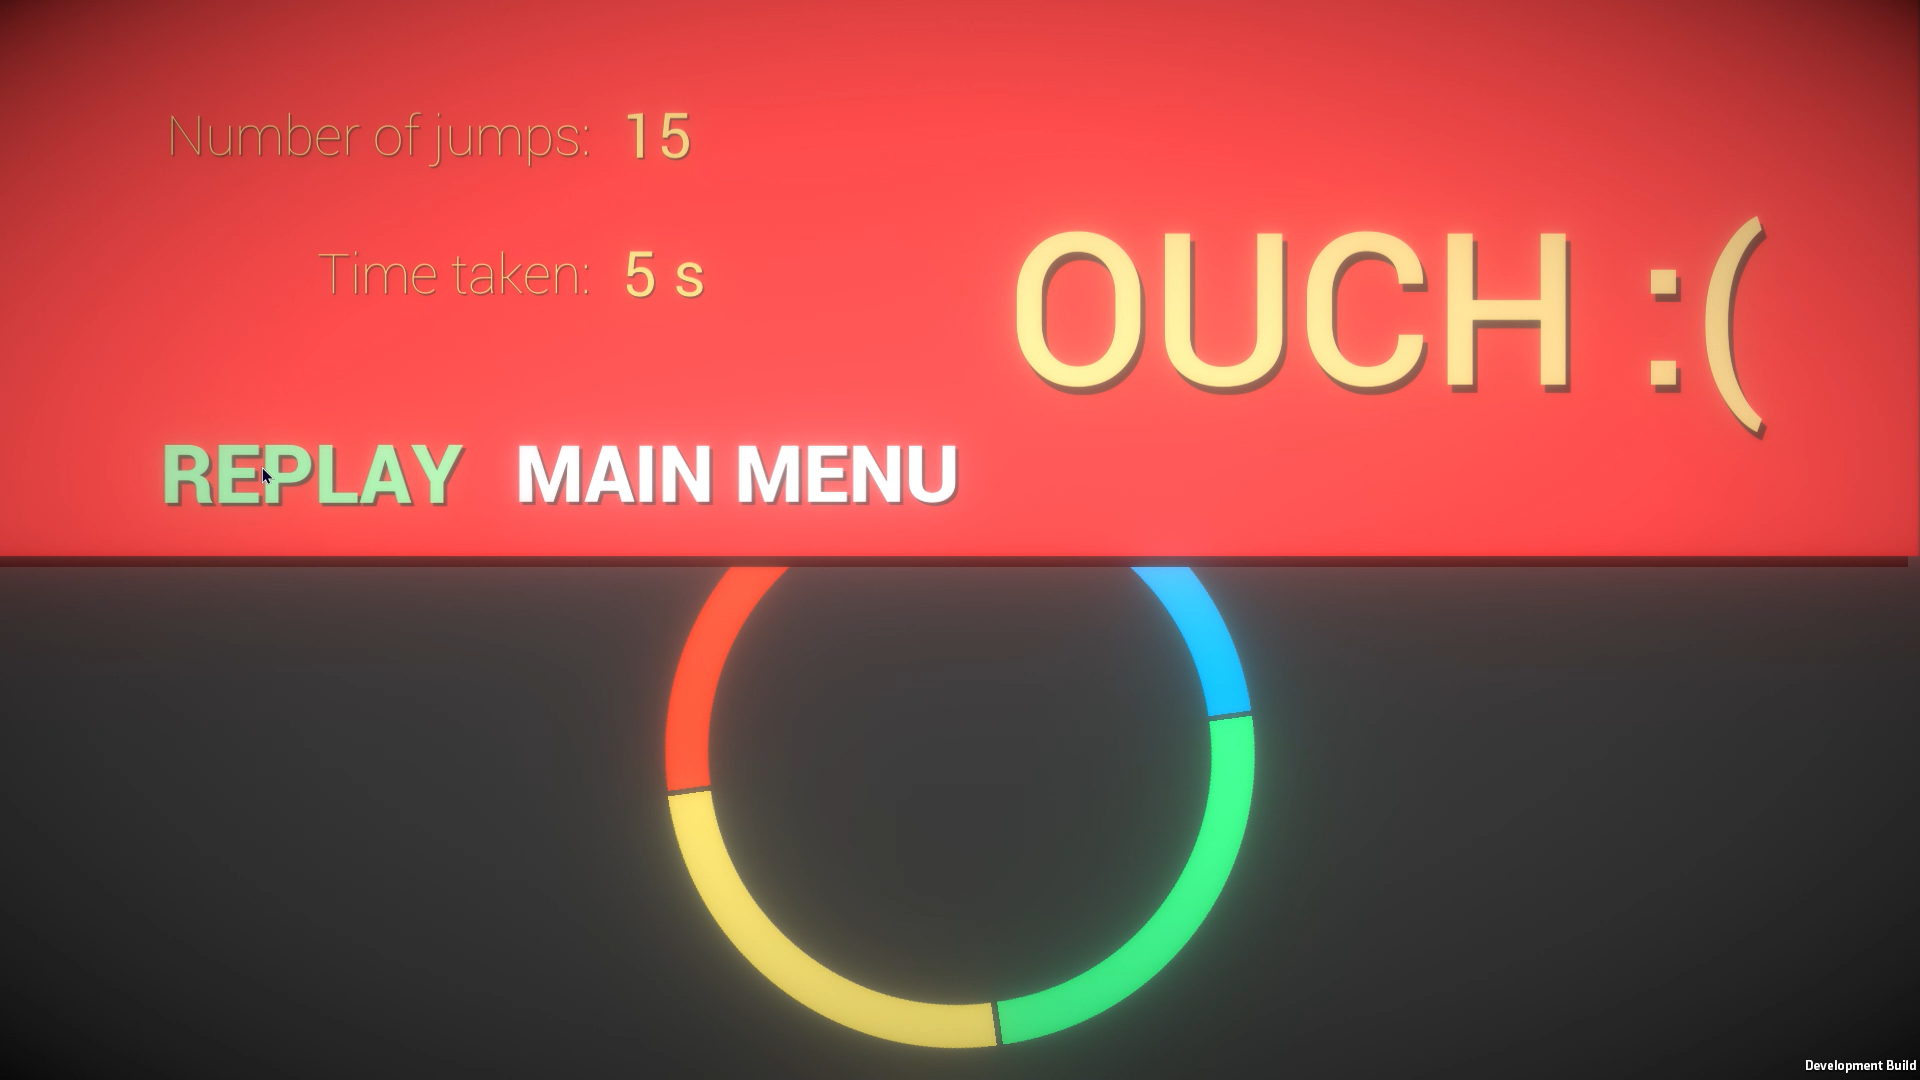 Number of jumps: 15
Time taken: 5 s
OUCH :(
REPLAY MAIN MENU
Development Build